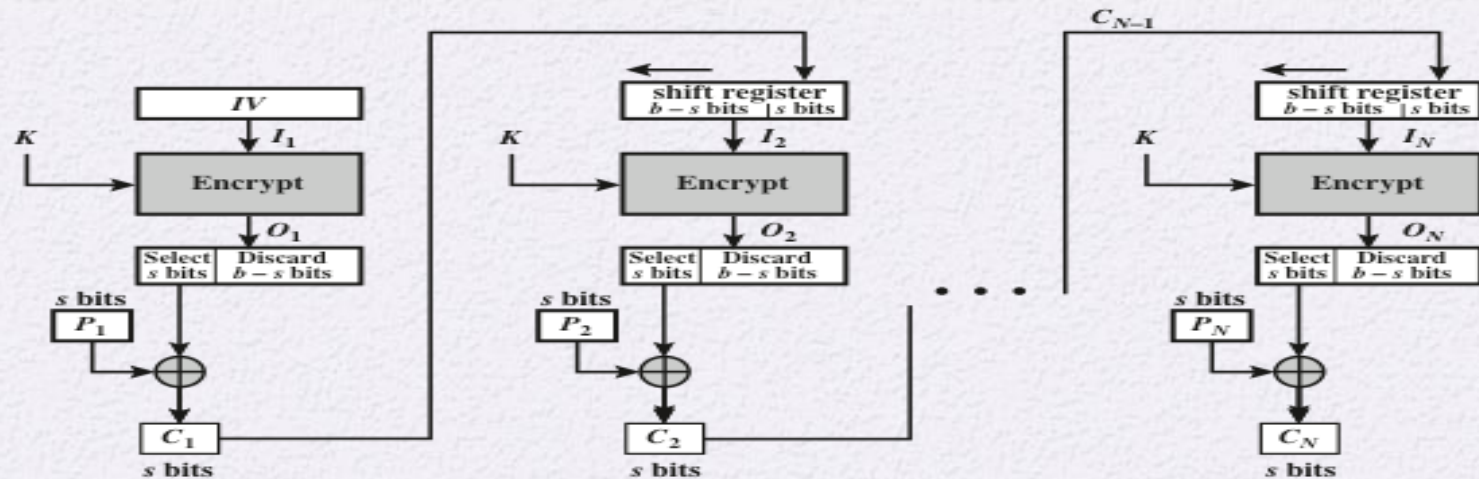 C_{N-1}
IV
shift register
b – s bits | s bits
shift register
b – s bits | s bits
K
I_1
K
I_2
K
I_N
Encrypt
Encrypt
Encrypt
O_1
O_2
O_N
Select
s bits
Discard
b – s bits
Select
s bits
Discard
b – s bits
Select
s bits
Discard
b – s bits
s bits
P_1
s bits
P_2
• • •
s bits
P_N
C_1
s bits
C_2
s bits
C_N
s bits